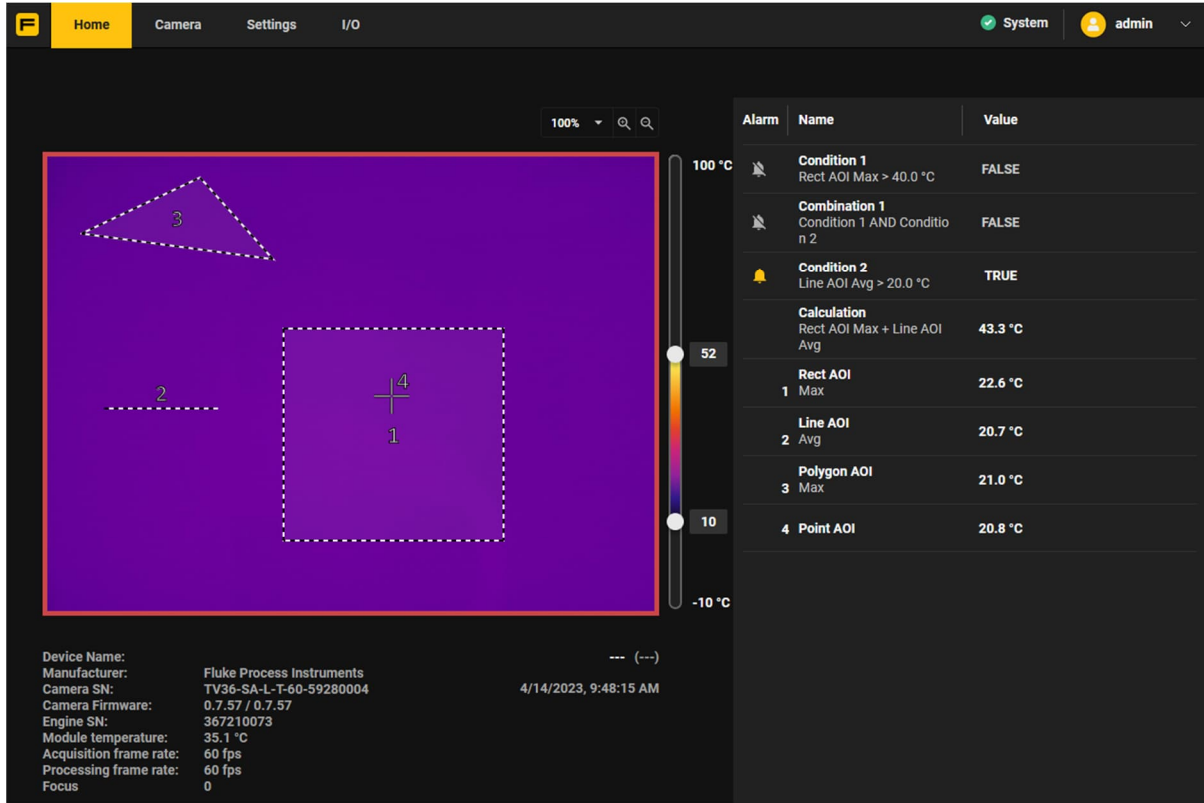 F Home Camera Settings I/O System admin
100%
100 °C
3
52
4
2
1
10
-10 °C
Alarm Name Value
Condition 1
Rect AOI Max > 40.0 °C FALSE
Combination 1
Condition 1 AND Conditio FALSE
n 2
Condition 2
Line AOI Avg > 20.0 °C TRUE
Calculation
Rect AOI Max + Line AOI 43.3 °C
Avg
Rect AOI
1 Max 22.6 °C
Line AOI
2 Avg 20.7 °C
Polygon AOI
3 Max 21.0 °C
4 Point AOI 20.8 °C
Device Name: --- (---)
Manufacturer: Fluke Process Instruments
Camera SN: TV36-SA-L-T-60-59280004 4/14/2023, 9:48:15 AM
Camera Firmware: 0.7.57 / 0.7.57
Engine SN: 367210073
Module temperature: 35.1 °C
Acquisition frame rate: 60 fps
Processing frame rate: 60 fps
Focus 0